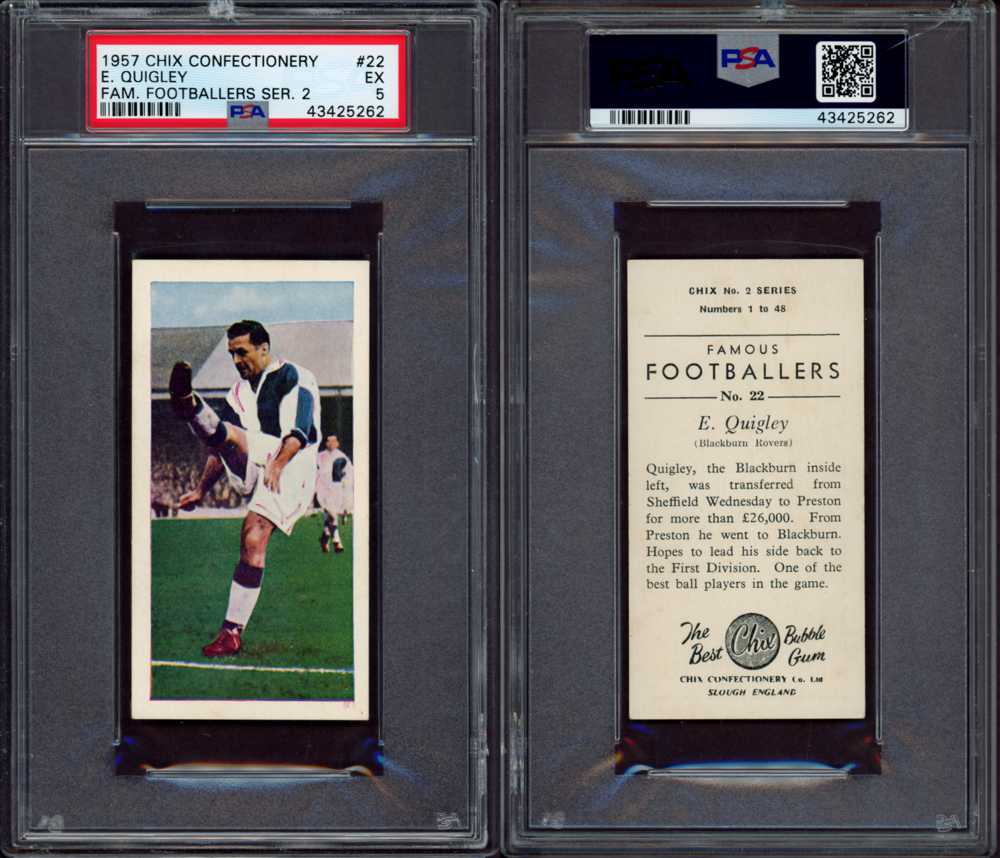 1957 CHIX CONFECTIONERY #22
E. QUIGLEY EX
FAM. FOOTBALLERS SER. 2 5
PSA 43425262
PSA
PSA
43425262
CHIX No. 2 SERIES
Numbers 1 to 48
FAMOUS
FOOTBALLERS
No. 22
E. Quigley
(Blackburn Rovers)
Quigley, the Blackburn inside
left, was transferred from
Sheffield Wednesday to Preston
for more than £26,000. From
Preston he went to Blackburn.
Hopes to lead his side back to
the First Division. One of the
best ball players in the game.
The Best Chix Bubble Gum
CHIX CONFECTIONERY Co. Ltd
SLOUGH ENGLAND